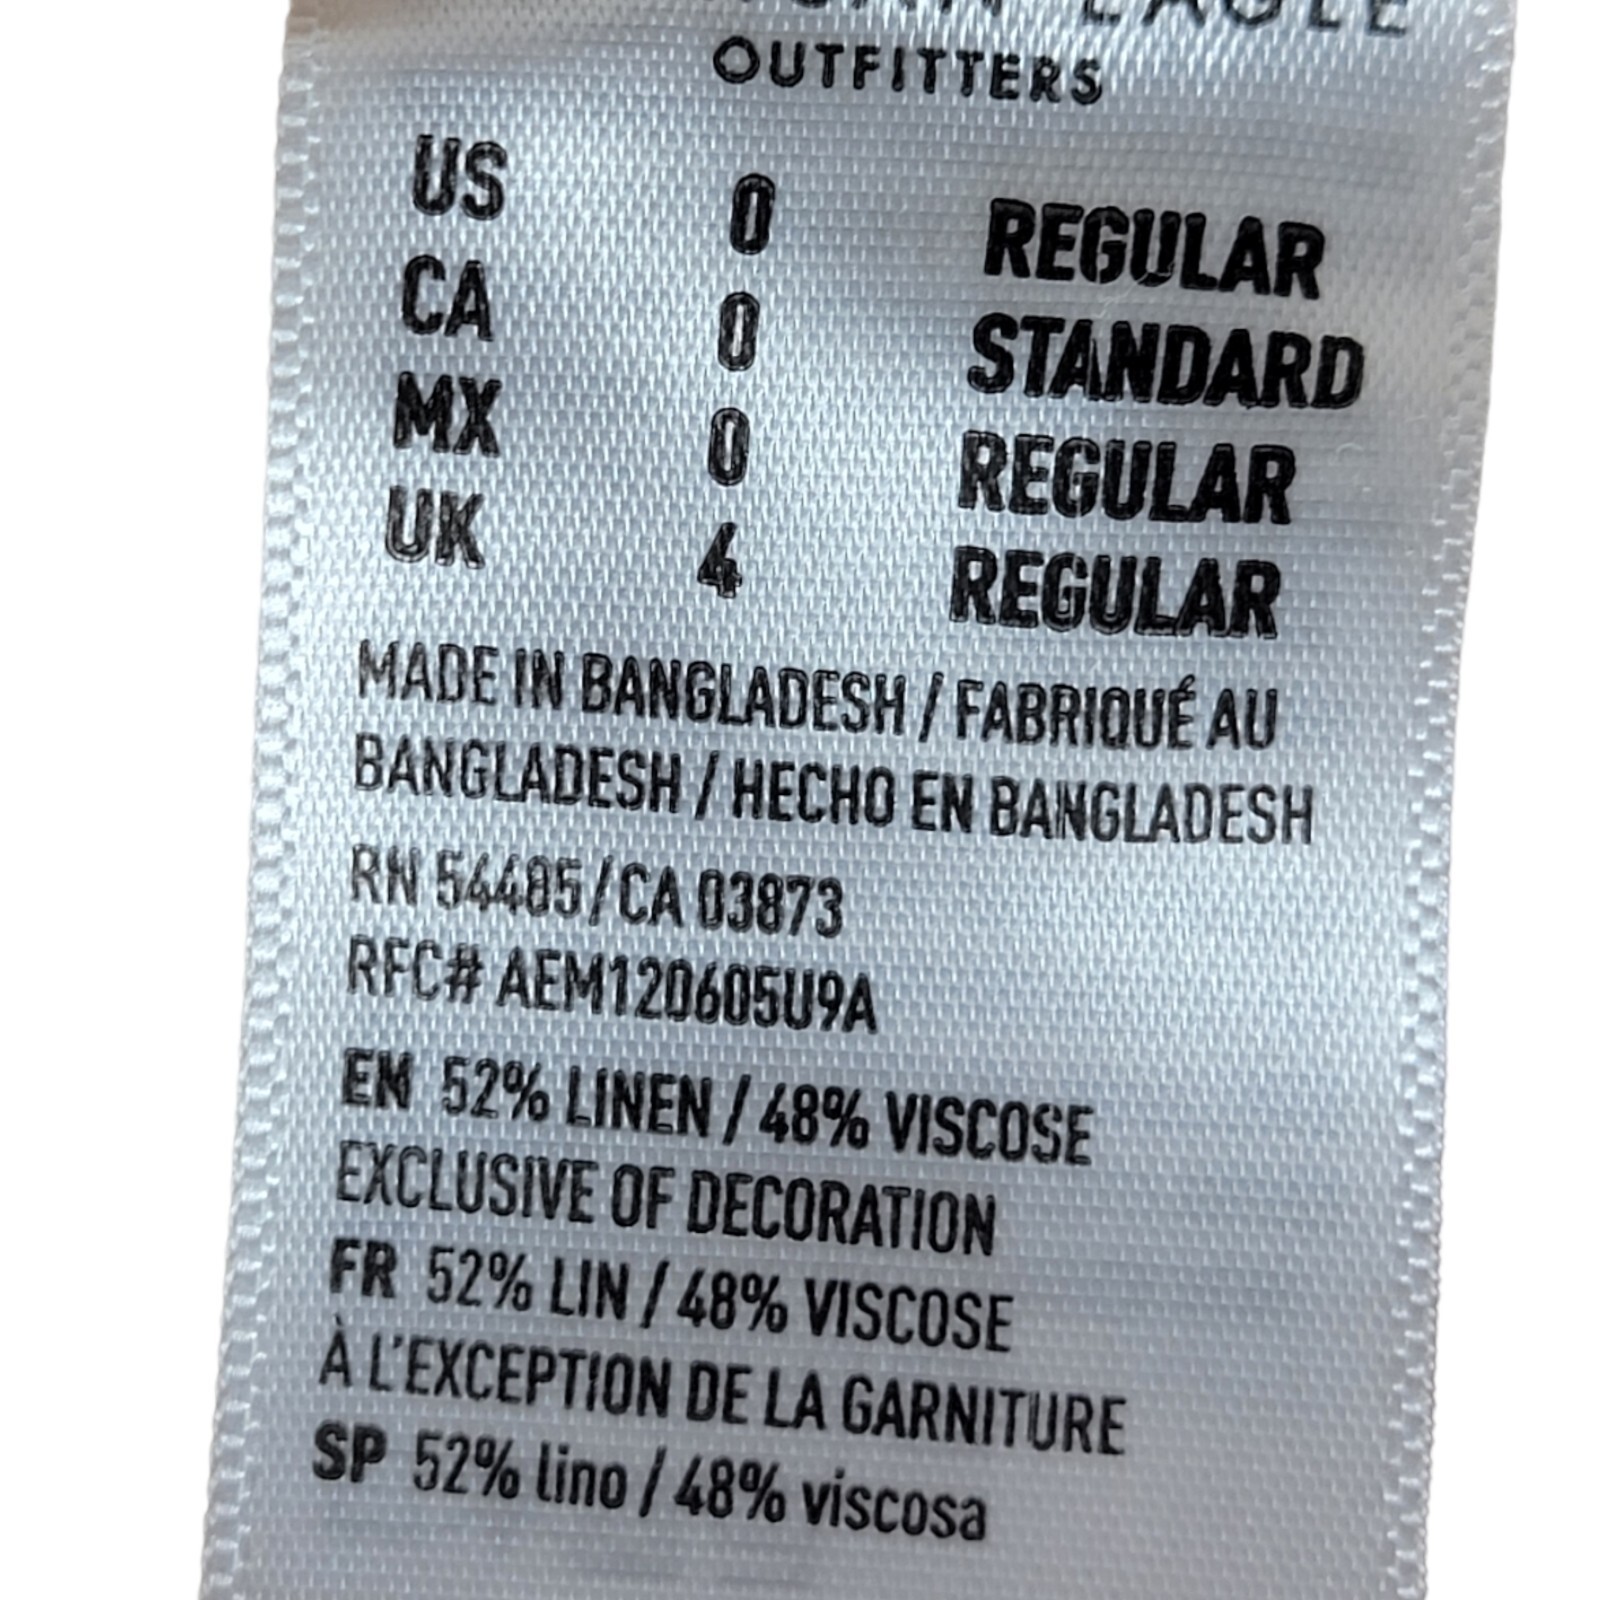 EAGLE
OUTFITTERS
US 0 REGULAR
CA 0 STANDARD
MX 0 REGULAR
UK 4 REGULAR
MADE IN BANGLADESH / FABRIQUÉ AU
BANGLADESH / HECHO EN BANGLADESH
RN 54485/CA 03873
RFC# AEM120605U9A
EN 52% LINEN / 48% VISCOSE
EXCLUSIVE OF DECORATION
FR 52% LIN / 48% VISCOSE
À L'EXCEPTION DE LA GARNITURE
SP 52% lino / 48% viscosa